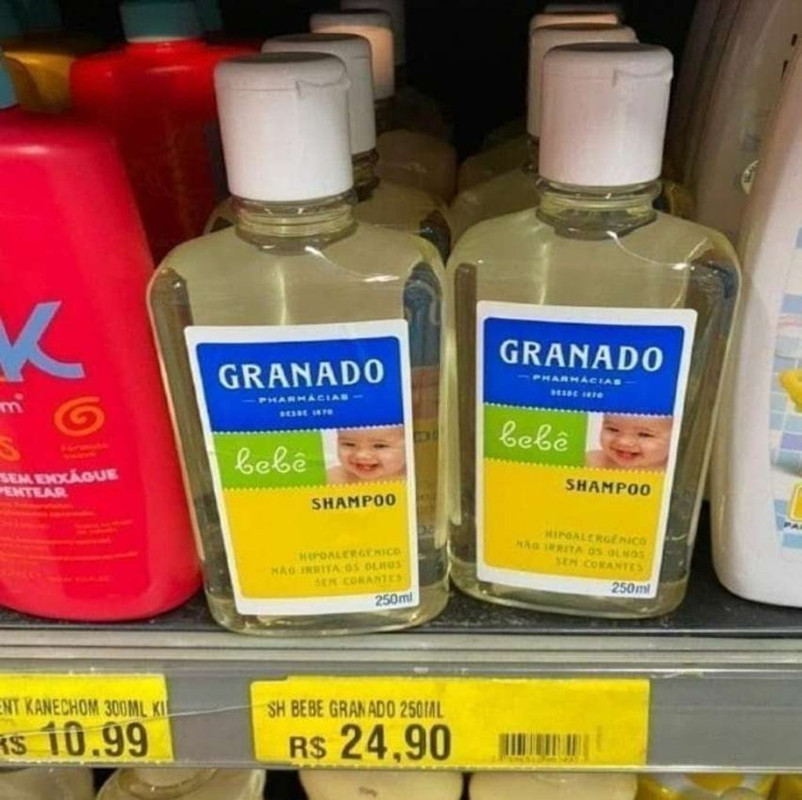 K
SEM ENXÁGUE
PENTEAR
GRANADO
PHARMÁCIAS
DESDE 1870
bebê
SHAMPOO
HIPOALERGÊNICO
NÃO IRRITA OS OLHOS
SEM CORANTES
250ml
GRANADO
PHARMÁCIAS
DESDE 1870
bebê
SHAMPOO
HIPOALERGÊNICO
NÃO IRRITA OS OLHOS
SEM CORANTES
250ml
ENT KANECHOM 300ML KI
R$ 10.99
SH BEBE GRANADO 250ML
R$ 24,90